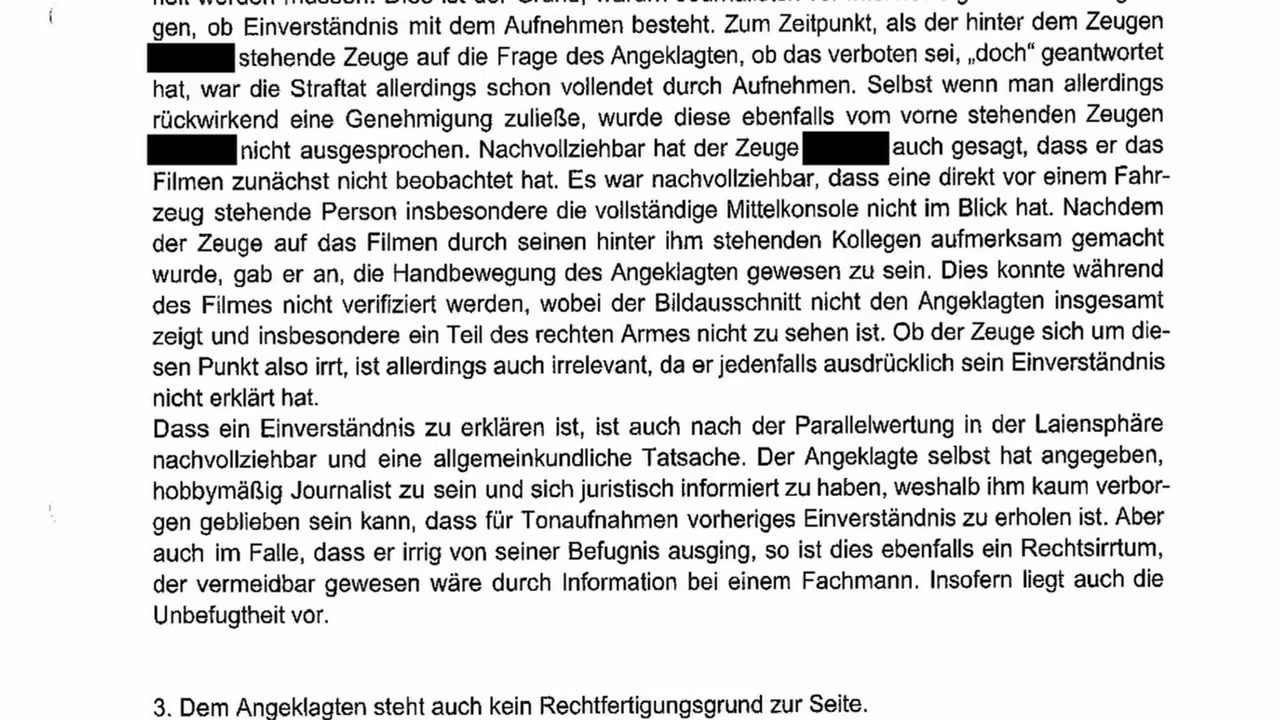 gen, ob Einverständnis mit dem Aufnehmen besteht. Zum Zeitpunkt, als der hinter dem Zeugen
stehende Zeuge auf die Frage des Angeklagten, ob das verboten sei, „doch“ geantwortet
hat, war die Straftat allerdings schon vollendet durch Aufnehmen. Selbst wenn man allerdings
rückwirkend eine Genehmigung zuließe, wurde diese ebenfalls vom vorne stehenden Zeugen
nicht ausgesprochen. Nachvollziehbar hat der Zeuge auch gesagt, dass er das
Filmen zunächst nicht beobachtet hat. Es war nachvollziehbar, dass eine direkt vor einem Fahr-
zeug stehende Person insbesondere die vollständige Mittelkonsole nicht im Blick hat. Nachdem
der Zeuge auf das Filmen durch seinen hinter ihm stehenden Kollegen aufmerksam gemacht
wurde, gab er an, die Handbewegung des Angeklagten gewesen zu sein. Dies konnte während
des Filmes nicht verifiziert werden, wobei der Bildausschnitt nicht den Angeklagten insgesamt
zeigt und insbesondere ein Teil des rechten Armes nicht zu sehen ist. Ob der Zeuge sich um die-
sen Punkt also irrt, ist allerdings auch irrelevant, da er jedenfalls ausdrücklich sein Einverständnis
nicht erklärt hat.
Dass ein Einverständnis zu erklären ist, ist auch nach der Parallelwertung in der Laiensphäre
nachvollziehbar und eine allgemeinkundliche Tatsache. Der Angeklagte selbst hat angegeben,
hobbymäßig Journalist zu sein und sich juristisch informiert zu haben, weshalb ihm kaum verbor-
gen geblieben sein kann, dass für Tonaufnahmen vorheriges Einverständnis zu erholen ist. Aber
auch im Falle, dass er irrig von seiner Befugnis ausging, so ist dies ebenfalls ein Rechtsirrtum,
der vermeidbar gewesen wäre durch Information bei einem Fachmann. Insofern liegt auch die
Unbefugtheit vor.
3. Dem Angeklagten steht auch kein Rechtfertigungsgrund zur Seite.